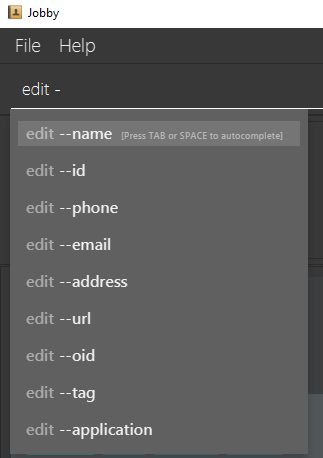 Jobby
File Help
edit -
edit --name [Press TAB or SPACE to autocomplete]
edit --id
edit --phone
edit --email
edit --address
edit --url
edit --oid
edit --tag
edit --application